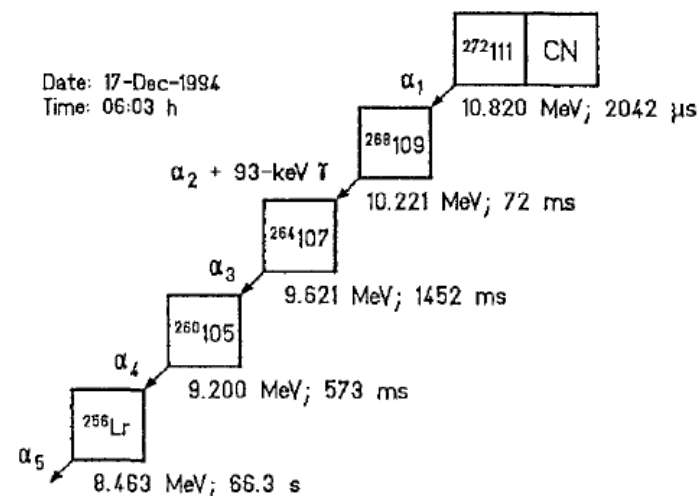 ²⁷²111 CN
Date: 17-Dec-1994
Time: 06:03 h
α₁
10.820 MeV; 2042 µs
²⁶⁸109
α₂ + 93-keV γ
10.221 MeV; 72 ms
²⁶⁴107
α₃
9.621 MeV; 1452 ms
²⁶⁰105
α₄
9.200 MeV; 573 ms
²⁵⁶Lr
α₅
8.463 MeV; 66.3 s